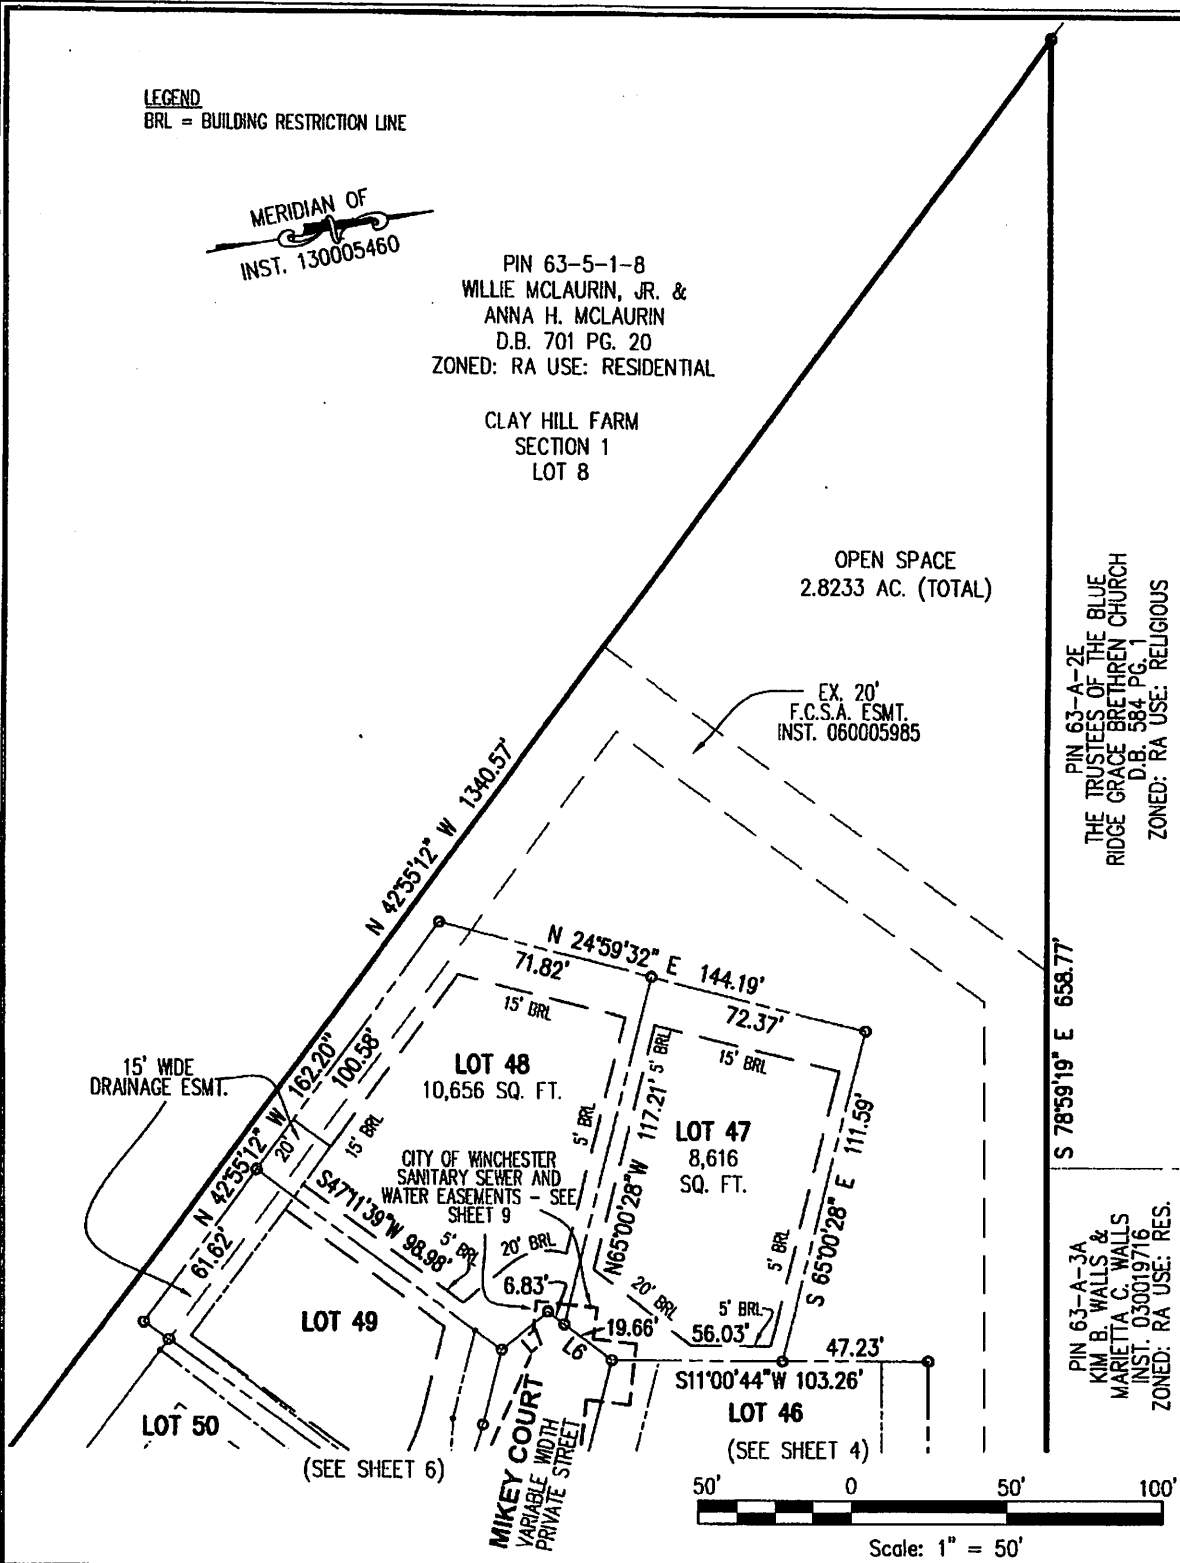 LEGEND
BRL = BUILDING RESTRICTION LINE
MERIDIAN OF
INST. 130005460
PIN 63-5-1-8
WILLIE MCLAURIN, JR. &
ANNA H. MCLAURIN
D.B. 701 PG. 20
ZONED: RA USE: RESIDENTIAL
CLAY HILL FARM
SECTION 1
LOT 8
OPEN SPACE
2.8233 AC. (TOTAL)
EX. 20'
F.C.S.A. ESMT.
INST. 060005985
PIN 63-A-2E
THE TRUSTEES OF THE BLUE
RIDGE GRACE BRETHREN CHURCH
D.B. 584 PG. 1
ZONED: RA USE: RELIGIOUS
N 42°55'12" W 1340.57'
S 78°59'19" E 658.77'
N 24°59'32" E 144.19'
71.82'
72.37'
15' BRL
15' BRL
LOT 48
10,656 SQ. FT.
5' BRL
5' BRL
117.21'
N65°00'28"W
LOT 47
8,616
SQ. FT.
111.59'
S 65°00'28" E
5' BRL
15' WIDE
DRAINAGE ESMT.
N 42°55'12" W 162.20"
100.58'
20'
61.62'
15' BRL
CITY OF WINCHESTER
SANITARY SEWER AND
WATER EASEMENTS - SEE
SHEET 9
S47°11'39"W 98.98'
5' BRL
20' BRL
6.83'
19.66'
L6
L7
20' BRL
5' BRL
56.03'
47.23'
S11°00'44"W 103.26'
LOT 49
LOT 50
(SEE SHEET 6)
LOT 46
(SEE SHEET 4)
MIKEY COURT
VARIABLE WIDTH
PRIVATE STREET
PIN 63-A-3A
KIM B. WALLS &
MARIETTA C. WALLS
INST. 030019716
ZONED: RA USE: RES.
50' 0 50' 100'
Scale: 1" = 50'